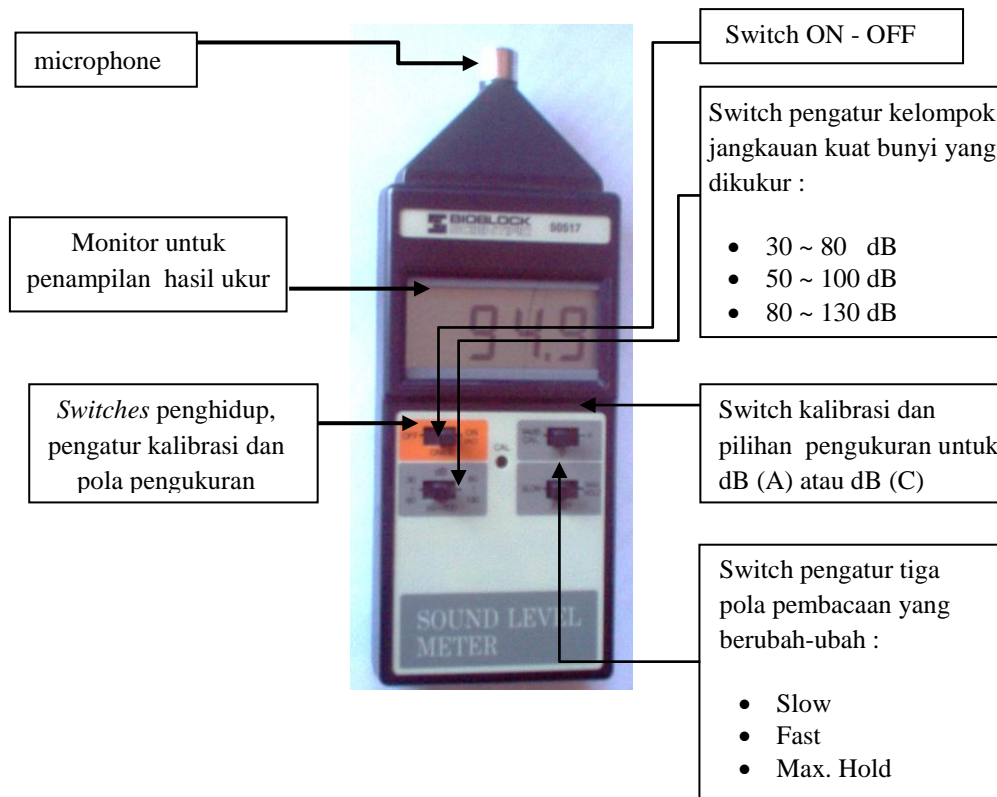 microphone
Switch ON - OFF
Switch pengatur kelompok
jangkauan kuat bunyi yang
dikukur :
• 30 ~ 80 dB
• 50 ~ 100 dB
• 80 ~ 130 dB
Monitor untuk
penampilan hasil ukur
BIOBLOCK
SCIENTIFIC 50517
94.9
Switches penghidup,
pengatur kalibrasi dan
pola pengukuran
OFF ON
CAL
SLOW
Switch kalibrasi dan
pilihan pengukuran untuk
dB (A) atau dB (C)
SOUND LEVEL
METER
Switch pengatur tiga
pola pembacaan yang
berubah-ubah :
• Slow
• Fast
• Max. Hold